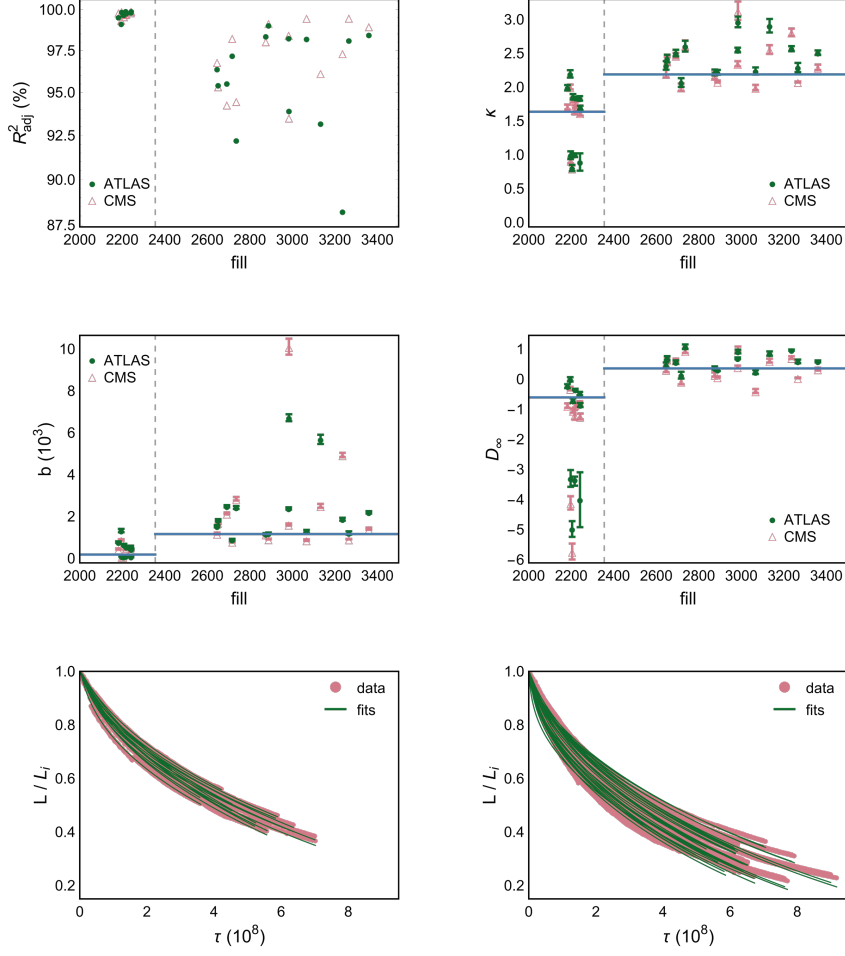 100.0
97.5
95.0
92.5
90.0
87.5
R²adj (%)
ATLAS
CMS
2000 2200 2400 2600 2800 3000 3200 3400
fill
3.0
2.5
2.0
1.5
1.0
0.5
0.0
κ
ATLAS
CMS
2000 2200 2400 2600 2800 3000 3200 3400
fill
10
8
6
4
2
0
b (10³)
ATLAS
CMS
2000 2200 2400 2600 2800 3000 3200 3400
fill
1
0
−1
−2
−3
−4
−5
−6
D∞
ATLAS
CMS
2000 2200 2400 2600 2800 3000 3200 3400
fill
1.0
0.8
0.6
0.4
0.2
L / Li
data
fits
0 2 4 6 8
τ (10⁸)
1.0
0.8
0.6
0.4
0.2
L / Li
data
fits
0 2 4 6 8
τ (10⁸)